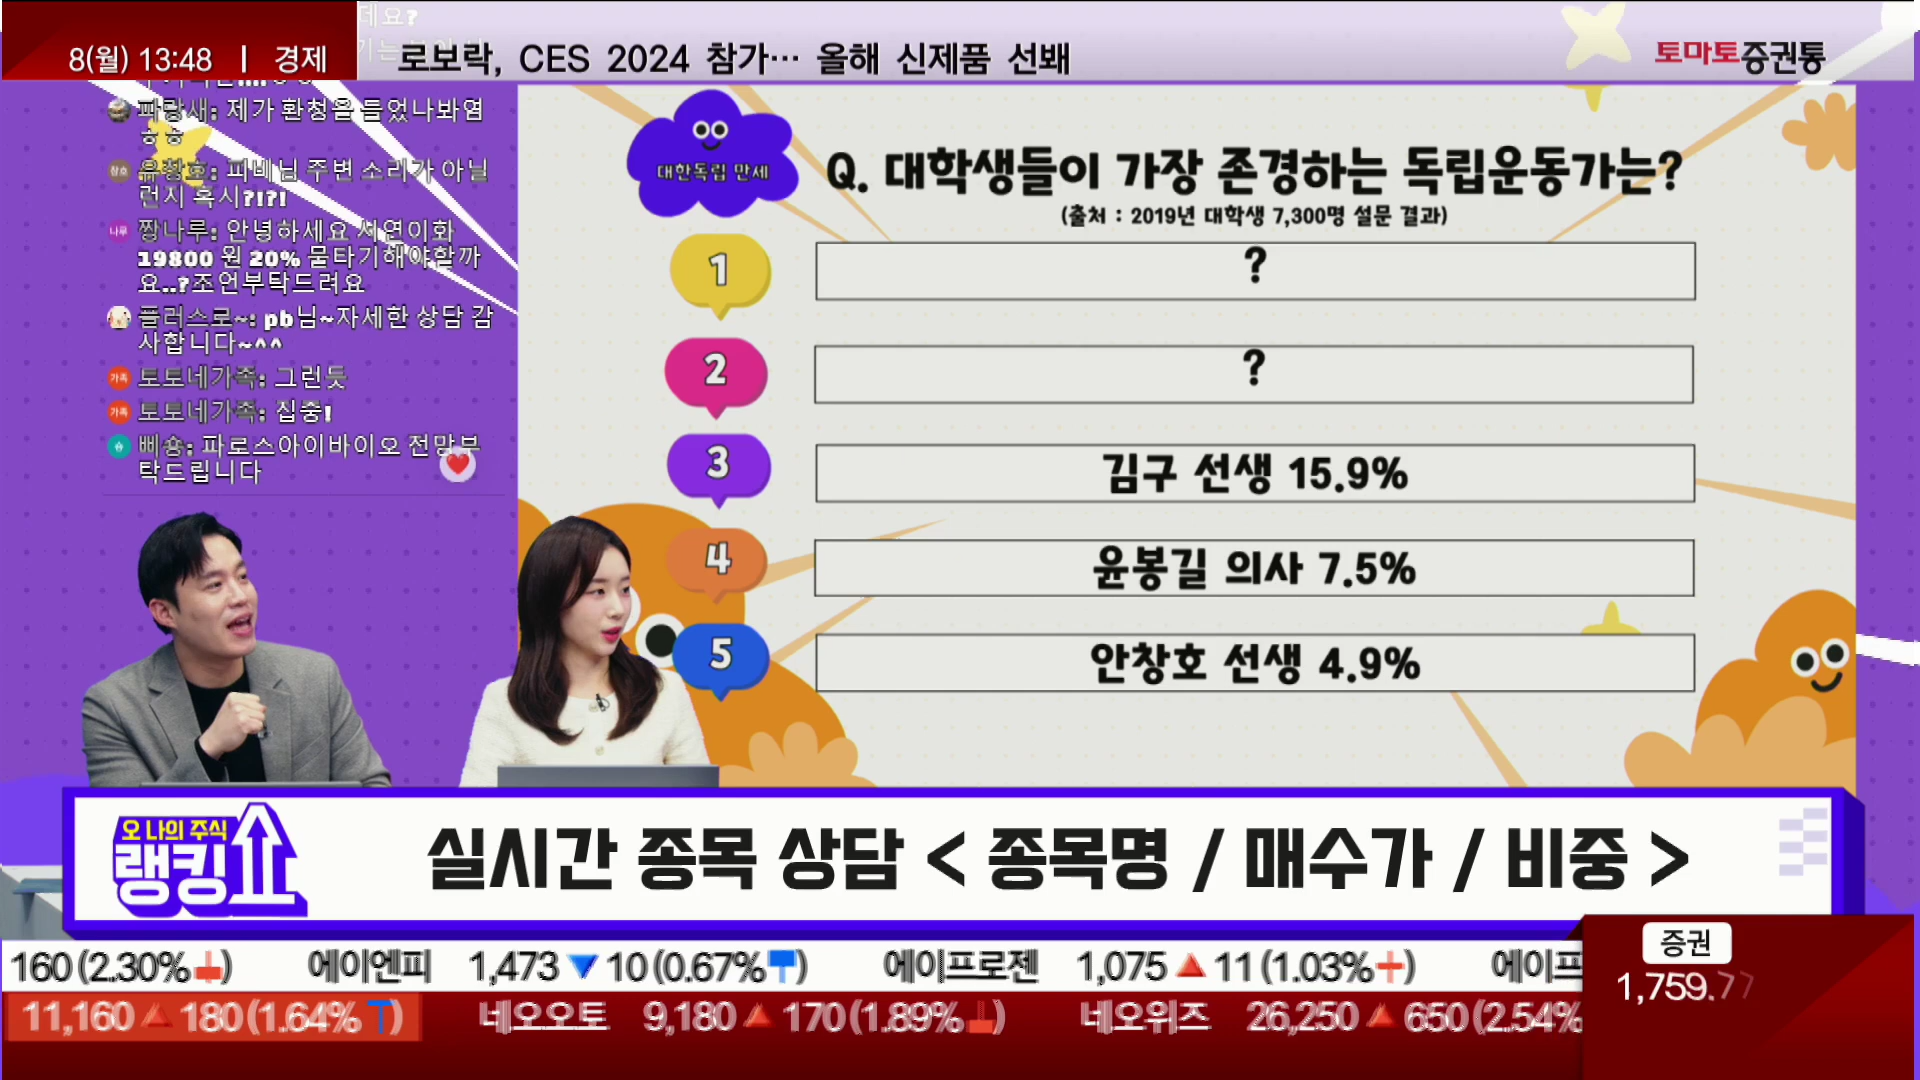 데요?
8(월) 13:48 | 경제
로보락, CES 2024 참가… 올해 신제품 선봬
토마토증권통
파랑새: 제가 환청을 들었나봐염
ㅎㅎ
유창호: 피비님 주변 소리가 아닐
런지 혹시?!?!
짱나루: 안녕하세요 서연이화
19800 원 20% 물타기해야할까
요..?조언부탁드려요
플러스로~: pb님~자세한 상담 감
사합니다~^^
토토네가족: 그런듯
토토네가족: 집중!
삐숑: 파로스아이바이오 전망부
탁드립니다
대한독립 만세
Q. 대학생들이 가장 존경하는 독립운동가는?
(출처 : 2019년 대학생 7,300명 설문 결과)
1 ?
2 ?
3 김구 선생 15.9%
4 윤봉길 의사 7.5%
5 안창호 선생 4.9%
오 나의 주식
랭킹쇼
실시간 종목 상담 < 종목명 / 매수가 / 비중 >
160(2.30%) 에이엔피 1,473 ▼ 10(0.67%) 에이프로젠 1,075 ▲ 11(1.03%) 에이프
증권
1,759.77
11,160 ▲ 180(1.64%) 네오오토 9,180 ▲ 170(1.89%) 네오위즈 26,250 ▲ 650(2.54%